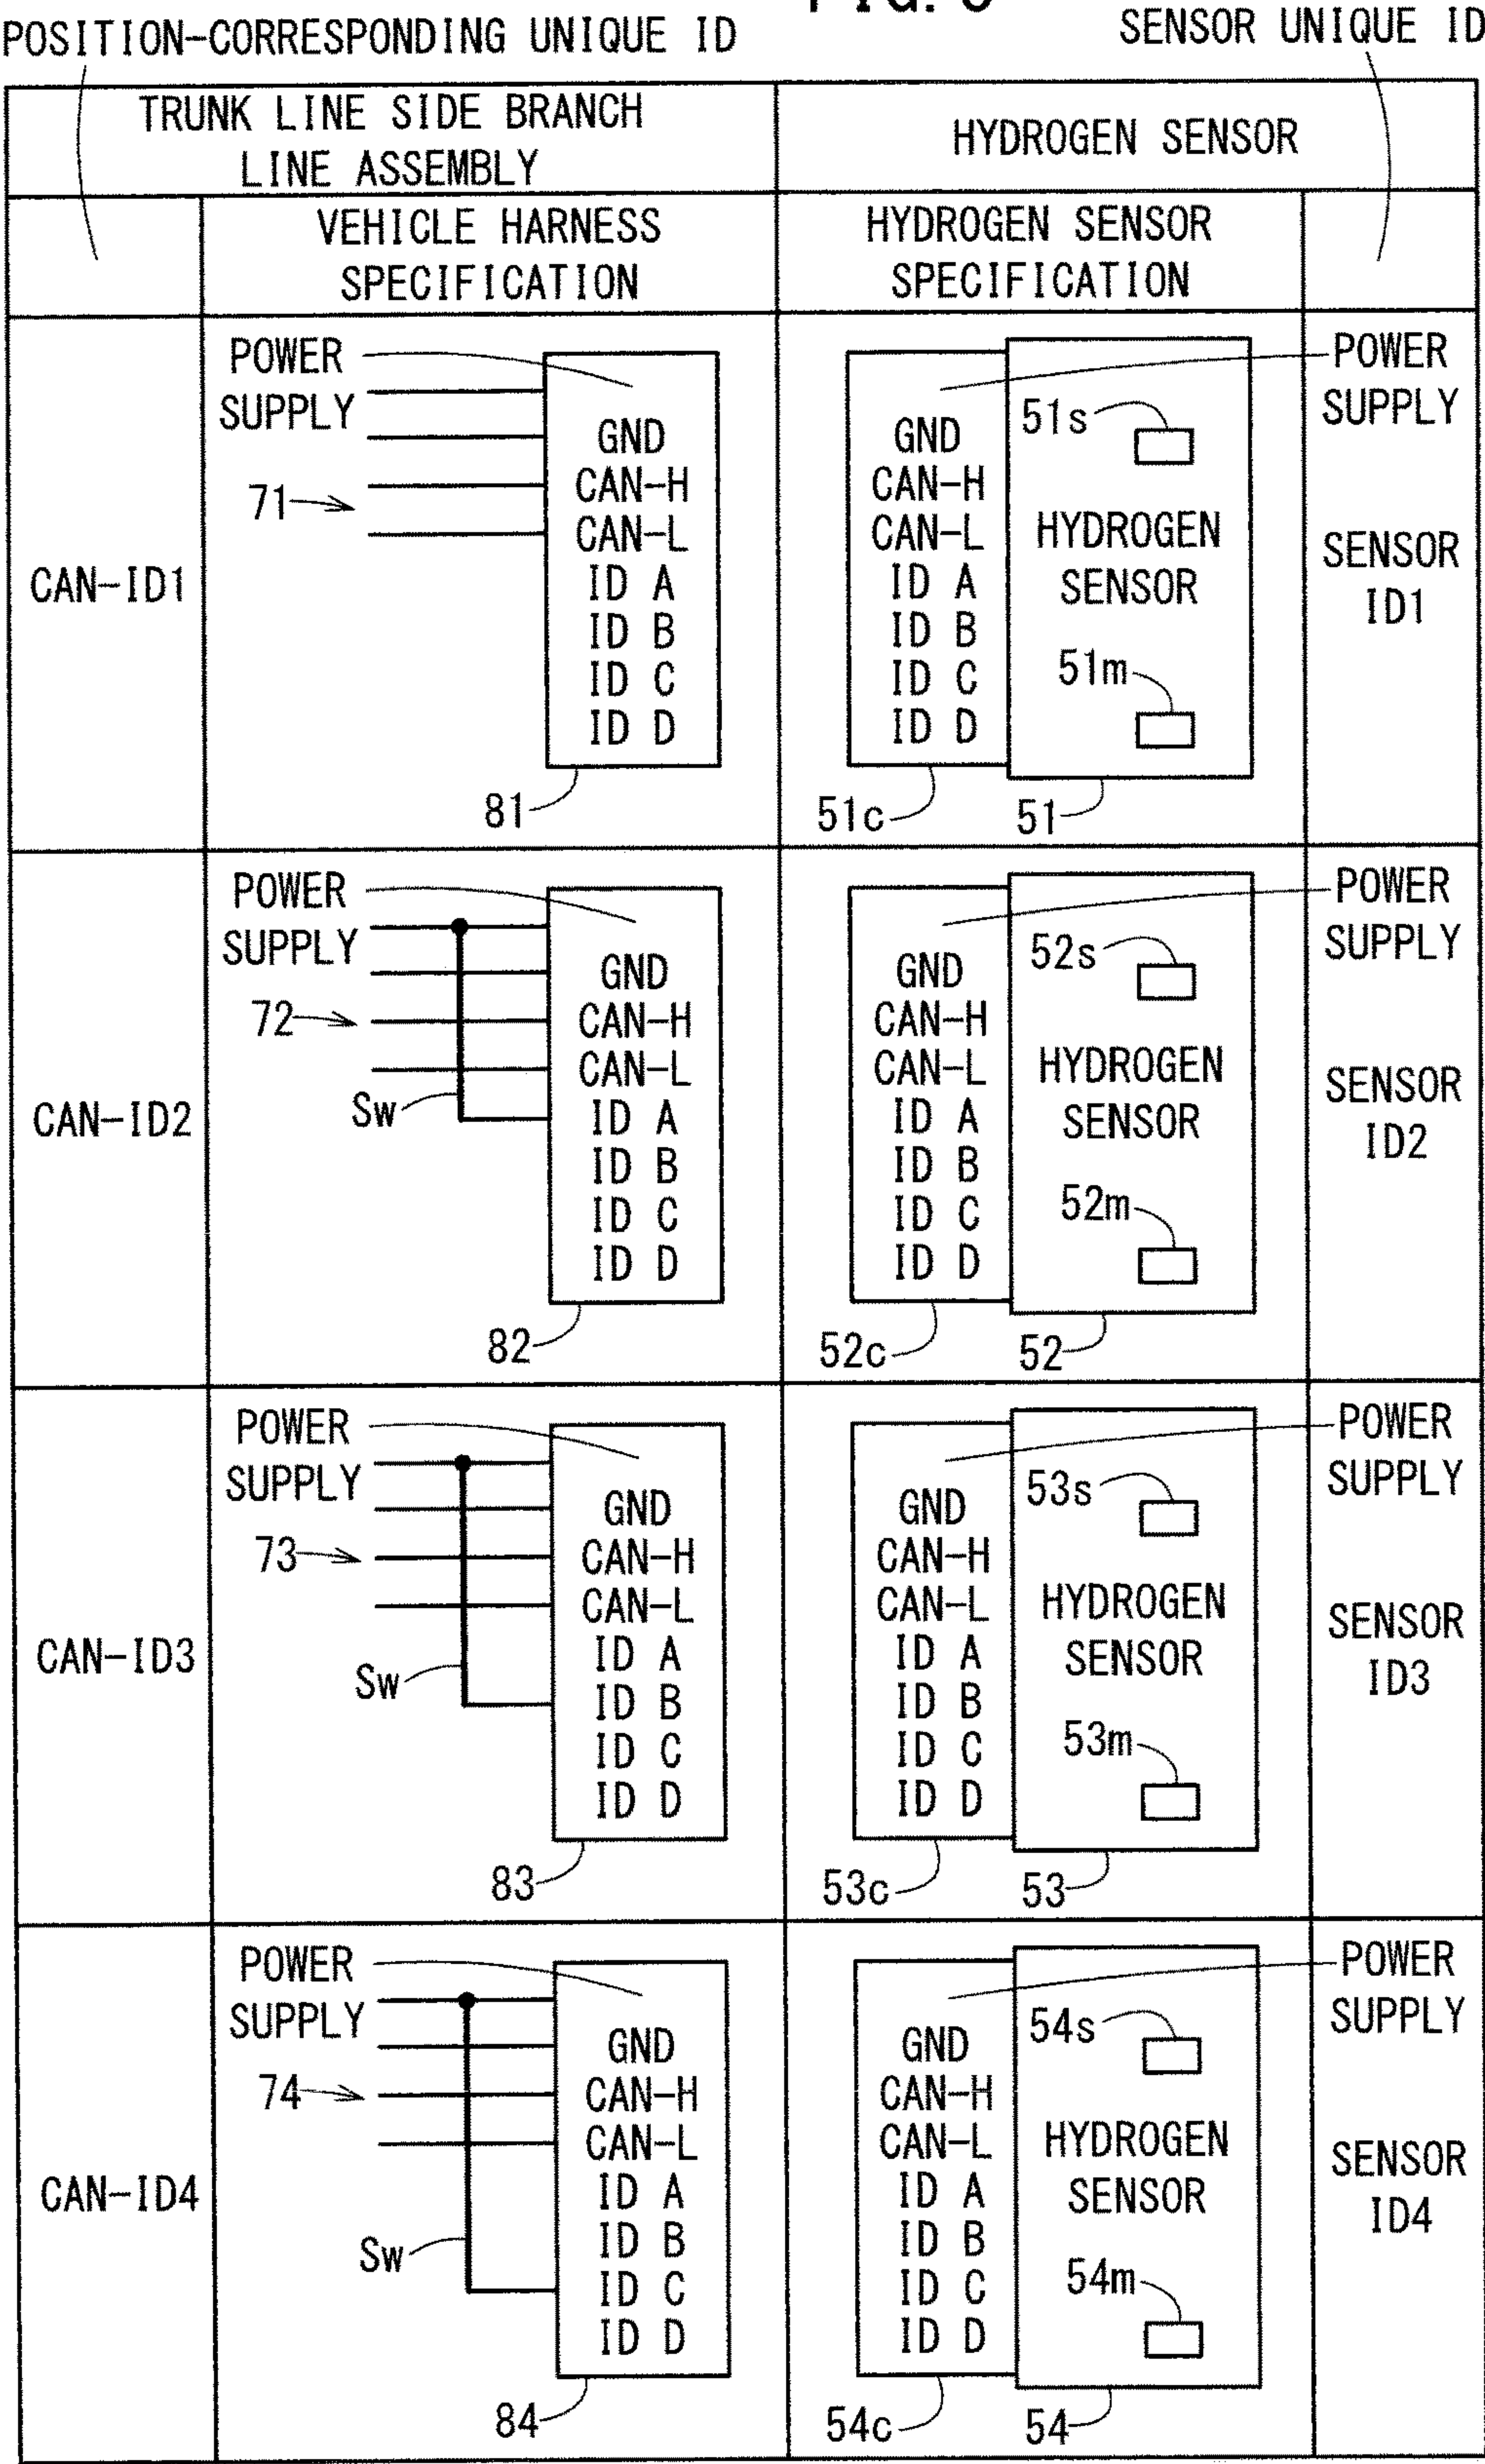 POSITION-CORRESPONDING UNIQUE ID
SENSOR UNIQUE ID
TRUNK LINE SIDE BRANCH
LINE ASSEMBLY
HYDROGEN SENSOR
VEHICLE HARNESS
SPECIFICATION
HYDROGEN SENSOR
SPECIFICATION
CAN-ID1
POWER
SUPPLY
71
GND
CAN-H
CAN-L
ID A
ID B
ID C
ID D
81
GND
CAN-H
CAN-L
ID A
ID B
ID C
ID D
51c
51s
HYDROGEN
SENSOR
51m
51
POWER
SUPPLY
SENSOR
ID1
CAN-ID2
POWER
SUPPLY
72
Sw
GND
CAN-H
CAN-L
ID A
ID B
ID C
ID D
82
GND
CAN-H
CAN-L
ID A
ID B
ID C
ID D
52c
52s
HYDROGEN
SENSOR
52m
52
POWER
SUPPLY
SENSOR
ID2
CAN-ID3
POWER
SUPPLY
73
Sw
GND
CAN-H
CAN-L
ID A
ID B
ID C
ID D
83
GND
CAN-H
CAN-L
ID A
ID B
ID C
ID D
53c
53s
HYDROGEN
SENSOR
53m
53
POWER
SUPPLY
SENSOR
ID3
CAN-ID4
POWER
SUPPLY
74
Sw
GND
CAN-H
CAN-L
ID A
ID B
ID C
ID D
84
GND
CAN-H
CAN-L
ID A
ID B
ID C
ID D
54c
54s
HYDROGEN
SENSOR
54m
54
POWER
SUPPLY
SENSOR
ID4